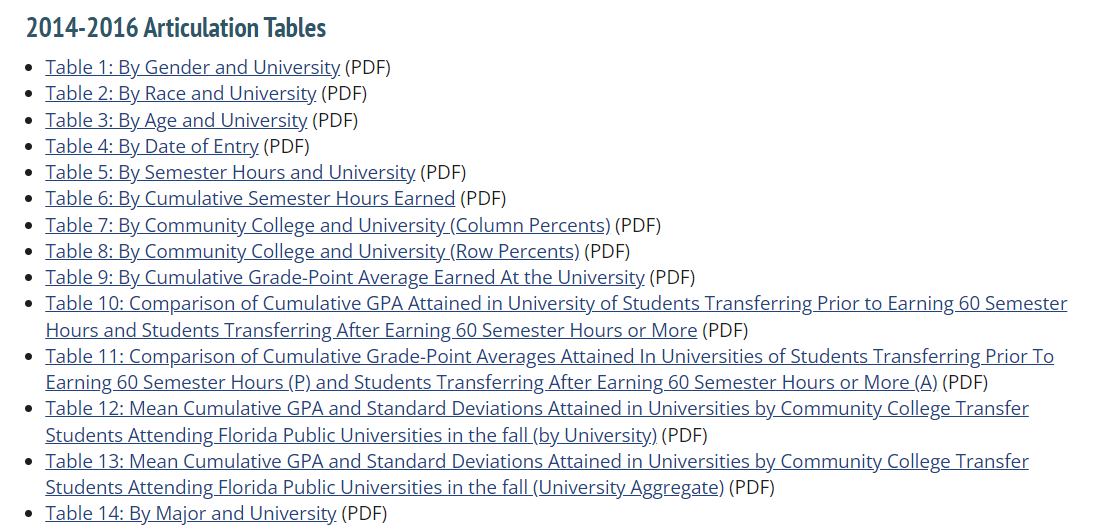 2014-2016 Articulation Tables
Table 1: By Gender and University (PDF)
Table 2: By Race and University (PDF)
Table 3: By Age and University (PDF)
Table 4: By Date of Entry (PDF)
Table 5: By Semester Hours and University (PDF)
Table 6: By Cumulative Semester Hours Earned (PDF)
Table 7: By Community College and University (Column Percents) (PDF)
Table 8: By Community College and University (Row Percents) (PDF)
Table 9: By Cumulative Grade-Point Average Earned At the University (PDF)
Table 10: Comparison of Cumulative GPA Attained in University of Students Transferring Prior to Earning 60 Semester
Hours and Students Transferring After Earning 60 Semester Hours or More (PDF)
Table 11: Comparison of Cumulative Grade-Point Averages Attained In Universities of Students Transferring Prior To
Earning 60 Semester Hours (P) and Students Transferring After Earning 60 Semester Hours or More (A) (PDF)
Table 12: Mean Cumulative GPA and Standard Deviations Attained in Universities by Community College Transfer
Students Attending Florida Public Universities in the fall (by University) (PDF)
Table 13: Mean Cumulative GPA and Standard Deviations Attained in Universities by Community College Transfer
Students Attending Florida Public Universities in the fall (University Aggregate) (PDF)
Table 14: By Major and University (PDF)